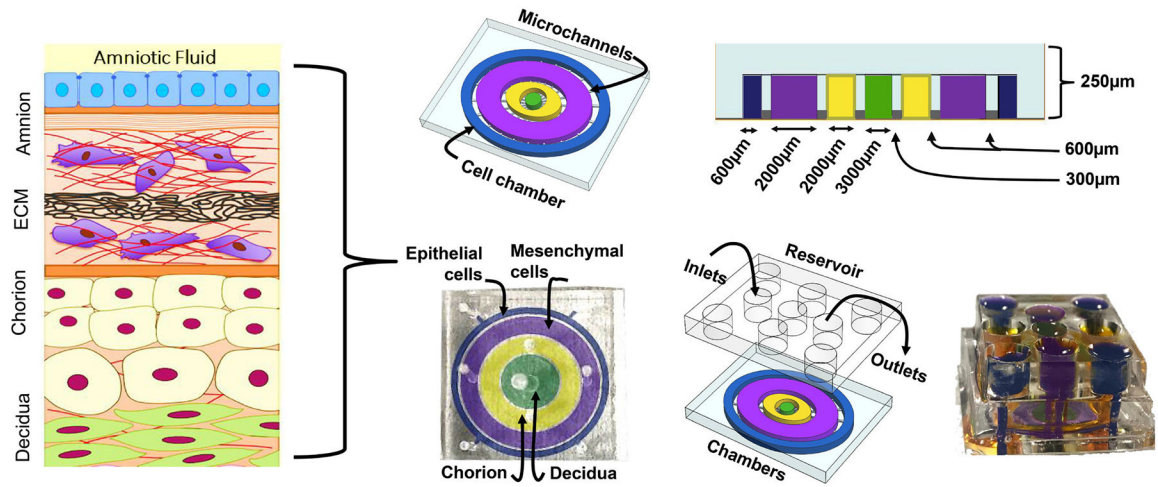 Amniotic Fluid
Amnion
ECM
Chorion
Decidua
Microchannels
Cell chamber
250µm
600µm
2000µm
2000µm
3000µm
600µm
300µm
Epithelial
cells
Mesenchymal
cells
Chorion
Decidua
Inlets
Reservoir
Outlets
Chambers